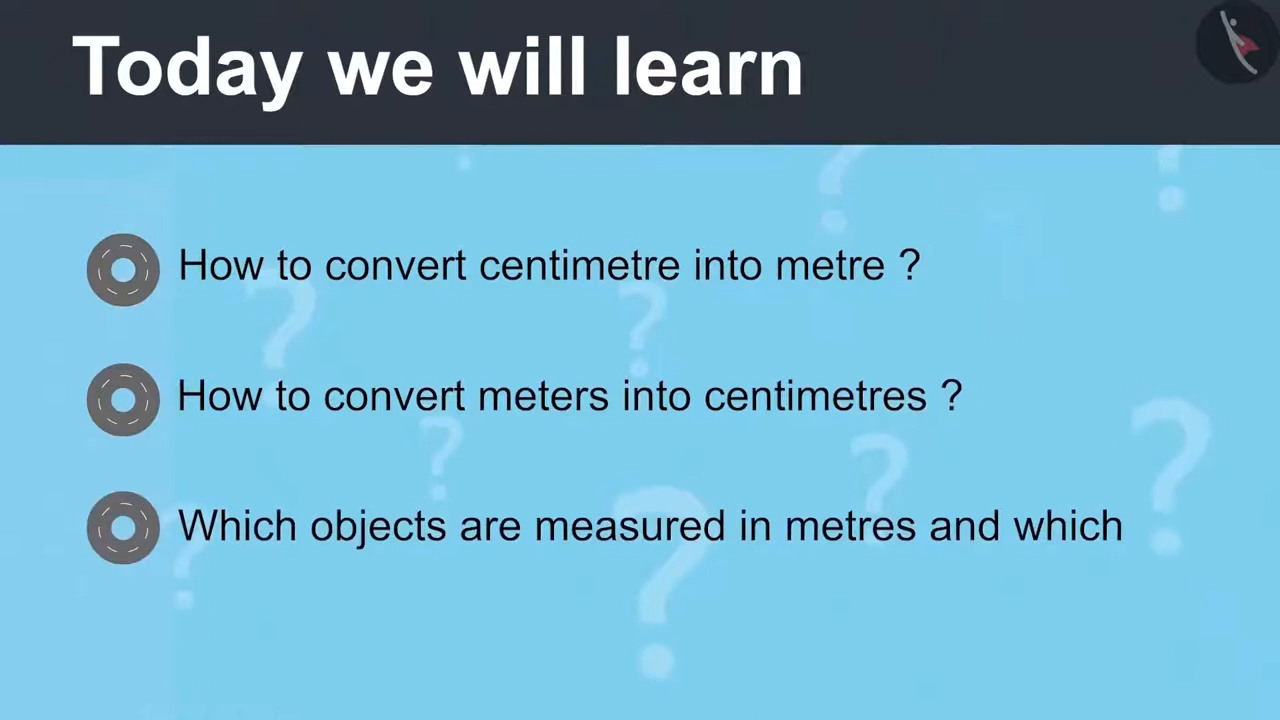 Today we will learn
How to convert centimetre into metre ?
How to convert meters into centimetres ?
Which objects are measured in metres and which